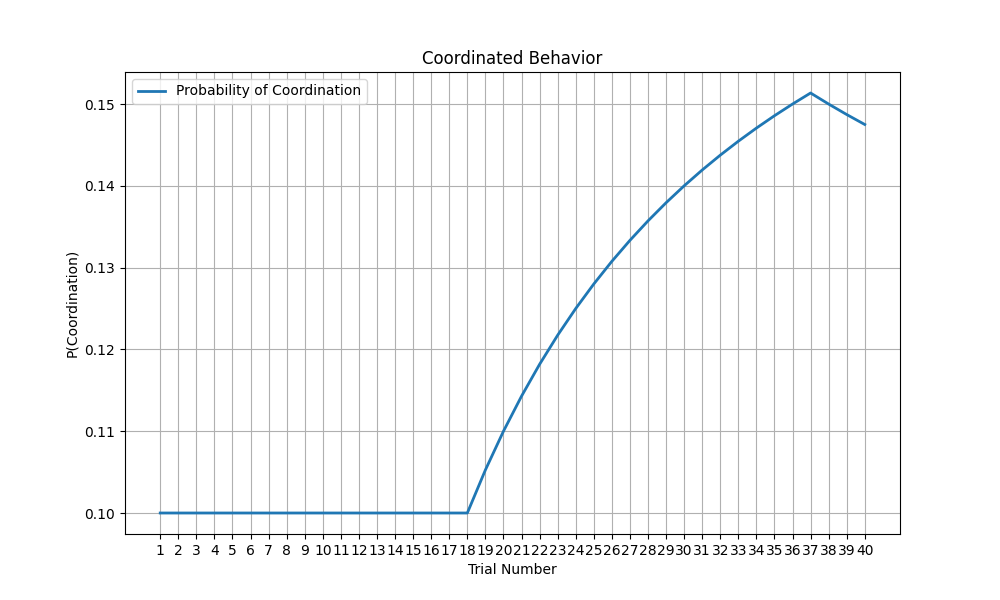 Coordinated Behavior
Probability of Coordination
0.15
0.14
0.13
0.12
0.11
0.10
P(Coordination)
1 2 3 4 5 6 7 8 9 10 11 12 13 14 15 16 17 18 19 20 21 22 23 24 25 26 27 28 29 30 31 32 33 34 35 36 37 38 39 40
Trial Number